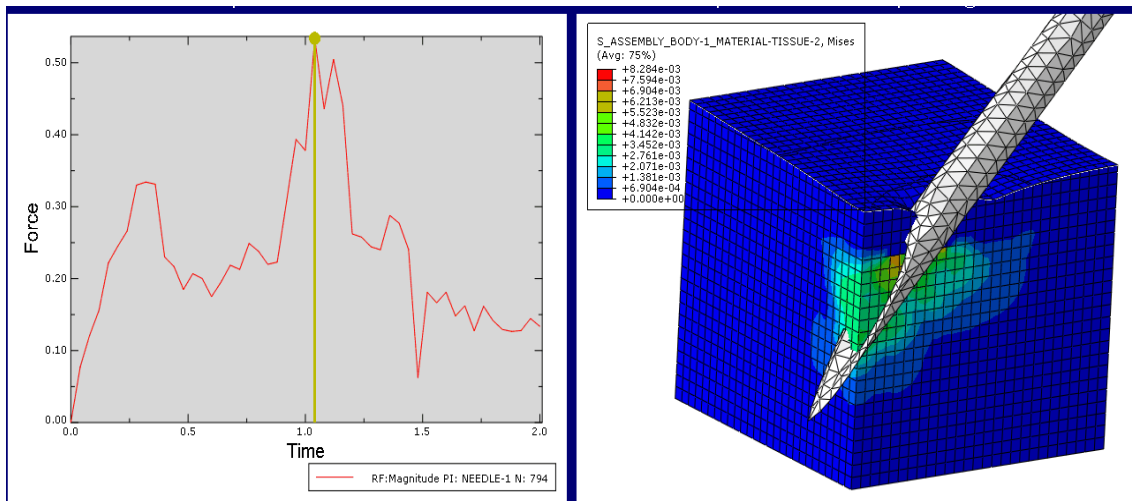 0.50
0.40
0.30
0.20
0.10
0.00
Force
0.0
0.5
1.0
1.5
2.0
Time
RF:Magnitude PI: NEEDLE-1 N: 794
S_ASSEMBLY_BODY-1_MATERIAL-TISSUE-2, Mises
(Avg: 75%)
+8.284e-03
+7.594e-03
+6.904e-03
+6.213e-03
+5.523e-03
+4.832e-03
+4.142e-03
+3.452e-03
+2.761e-03
+2.071e-03
+1.381e-03
+6.904e-04
+0.000e+00